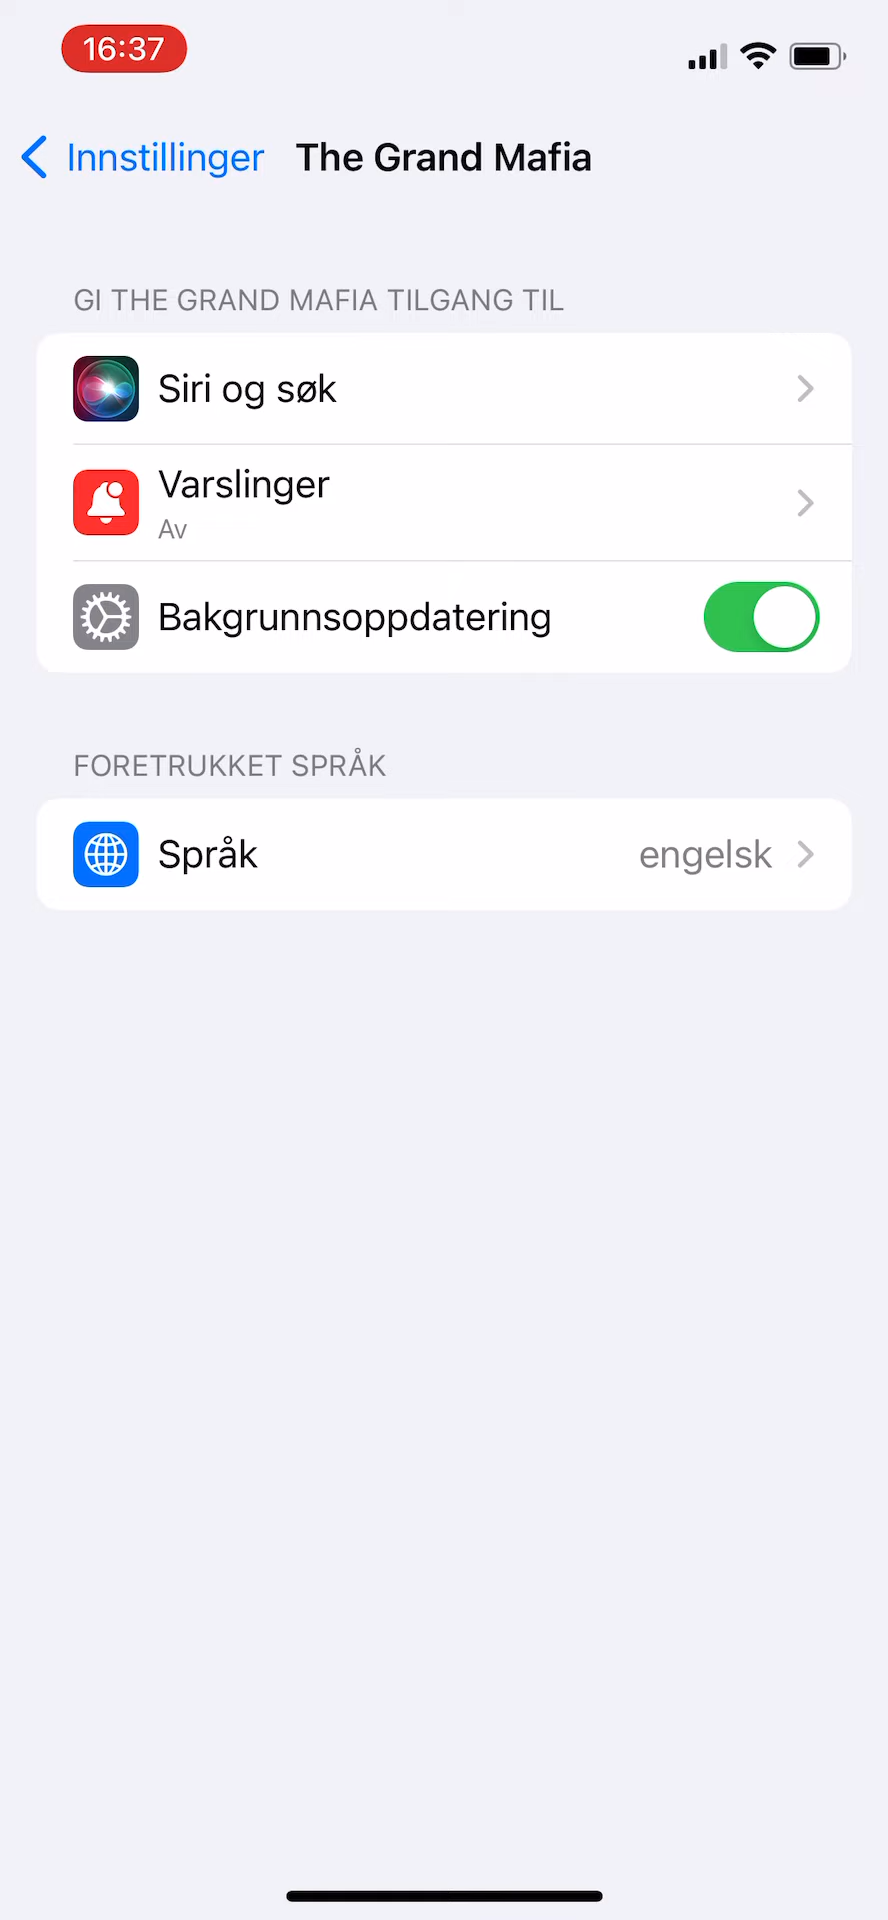 16:37
Innstillinger The Grand Mafia
GI THE GRAND MAFIA TILGANG TIL
Siri og søk
Varslinger
Av
Bakgrunnsoppdatering
FORETRUKKET SPRÅK
Språk engelsk